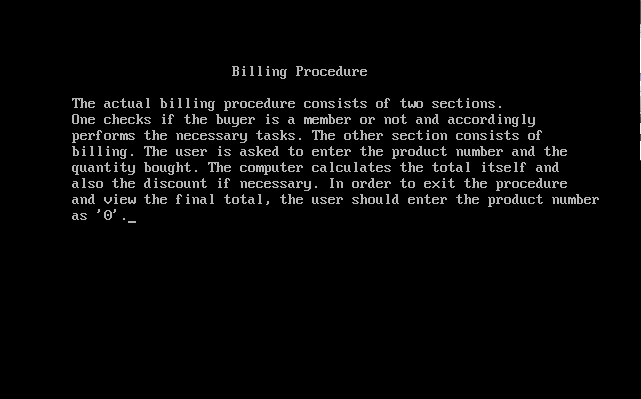 Billing Procedure
The actual billing procedure consists of two sections.
One checks if the buyer is a member or not and accordingly
performs the necessary tasks. The other section consists of
billing. The user is asked to enter the product number and the
quantity bought. The computer calculates the total itself and
also the discount if necessary. In order to exit the procedure
and view the final total, the user should enter the product number
as '0'._